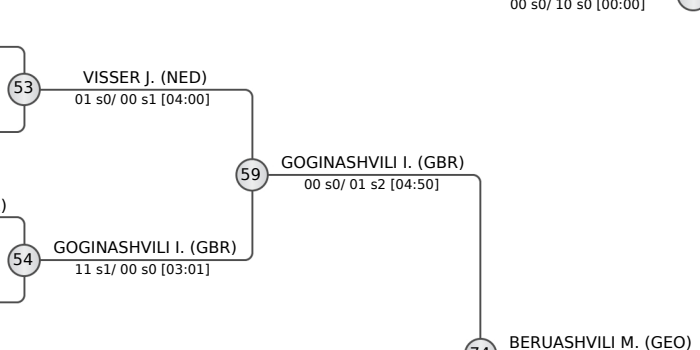 00 s0/ 10 s0 [00:00]
53
VISSER J. (NED)
01 s0/ 00 s1 [04:00]
59
GOGINASHVILI I. (GBR)
00 s0/ 01 s2 [04:50]
)
54
GOGINASHVILI I. (GBR)
11 s1/ 00 s0 [03:01]
74
BERUASHVILI M. (GEO)